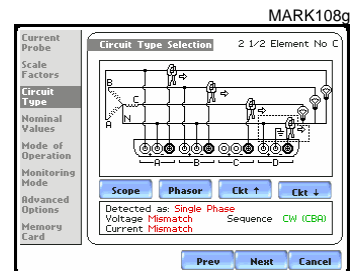 MARK108g
Current Probe
Scale Factors
Circuit Type
Nominal Values
Mode of Operation
Monitoring Mode
Advanced Options
Memory Card
Circuit Type Selection 2 1/2 Element No C
B
C
A
N
A B C D
Scope Phasor Ckt ↑ Ckt ↓
Detected as: Single Phase
Voltage Mismatch Sequence CW (CBA)
Current Mismatch
Prev Next Cancel